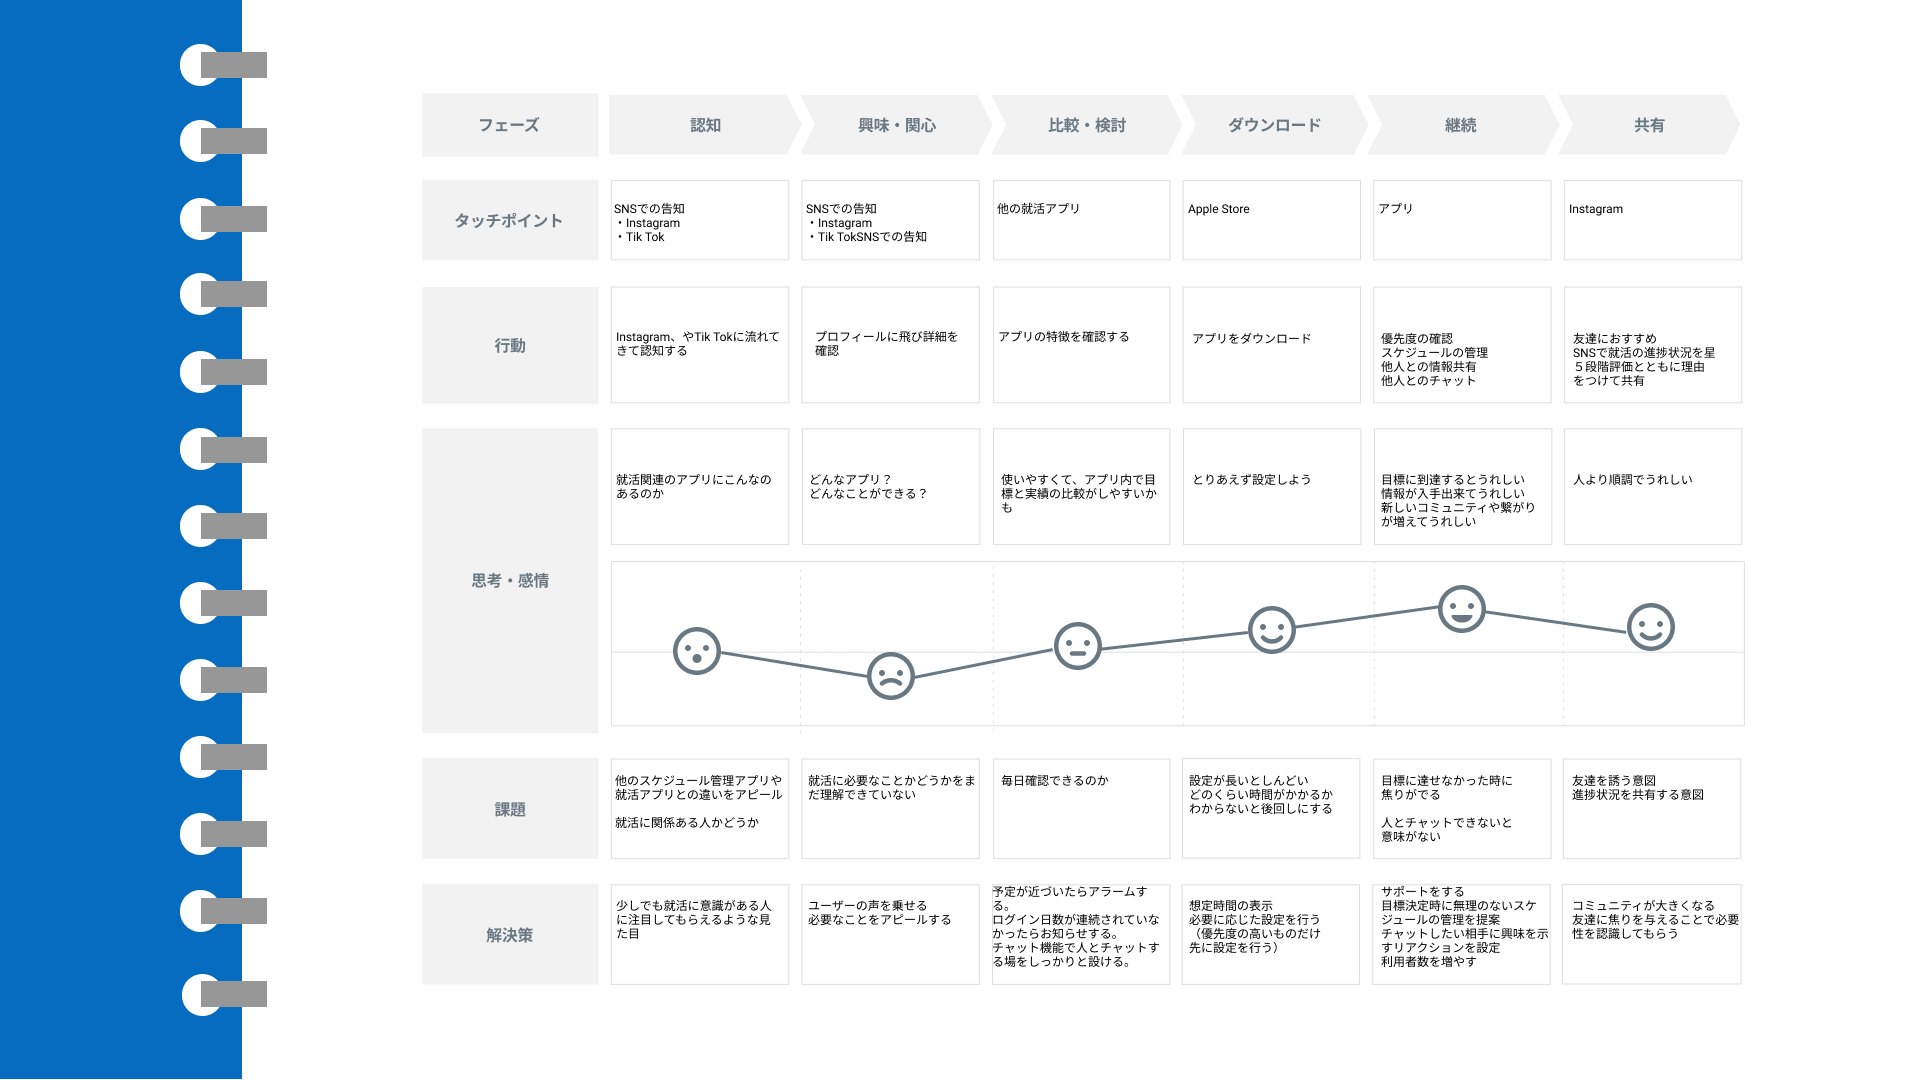 フェーズ
認知
興味・関心
比較・検討
ダウンロード
継続
共有
タッチポイント
SNSでの告知
・Instagram
・Tik Tok
SNSでの告知
・Instagram
・Tik TokSNSでの告知
他の就活アプリ
Apple Store
アプリ
Instagram
行動
Instagram、やTik Tokに流れて
きて認知する
プロフィールに飛び詳細を
確認
アプリの特徴を確認する
アプリをダウンロード
優先度の確認
スケジュールの管理
他人との情報共有
他人とのチャット
友達におすすめ
SNSで就活の進捗状況を星
５段階評価とともに理由
をつけて共有
思考・感情
就活関連のアプリにこんなの
あるのか
どんなアプリ？
どんなことができる？
使いやすくて、アプリ内で目
標と実績の比較がしやすいか
も
とりあえず設定しよう
目標に到達するとうれしい
情報が入手出来てうれしい
新しいコミュニティや繋がり
が増えてうれしい
人より順調でうれしい
課題
他のスケジュール管理アプリや
就活アプリとの違いをアピール
就活に関係ある人かどうか
就活に必要なことかどうかをま
だ理解できていない
毎日確認できるのか
設定が長いとしんどい
どのくらい時間がかかるか
わからないと後回しにする
目標に達せなかった時に
焦りがでる
人とチャットできないと
意味がない
友達を誘う意図
進捗状況を共有する意図
解決策
少しでも就活に意識がある人
に注目してもらえるような見
た目
ユーザーの声を乗せる
必要なことをアピールする
予定が近づいたらアラームす
る。
ログイン日数が連続されていな
かったらお知らせする。
チャット機能で人とチャットす
る場をしっかりと設ける。
想定時間の表示
必要に応じた設定を行う
（優先度の高いものだけ
先に設定を行う）
サポートをする
目標決定時に無理のないスケ
ジュールの管理を提案
チャットしたい相手に興味を示
すリアクションを設定
利用者数を増やす
コミュニティが大きくなる
友達に焦りを与えることで必要
性を認識してもらう